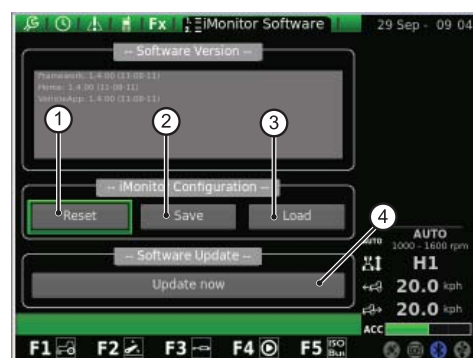 Fx iMonitor Software 29 Sep - 09 04
-- Software Version --
Framework: 1.4.00 (11-08-11)
Home: 1.4.00 (11-08-11)
VehicleApp: 1.4.00 (11-08-11)
1
2
3
-- iMonitor Configuration --
Reset Save Load
4
-- Software Update --
Update now
AUTO AUTO
1000 - 1600 rpm
H1
20.0 kph
20.0 kph
ACC
F1 F2 F3 F4 F5 ISO
Bus